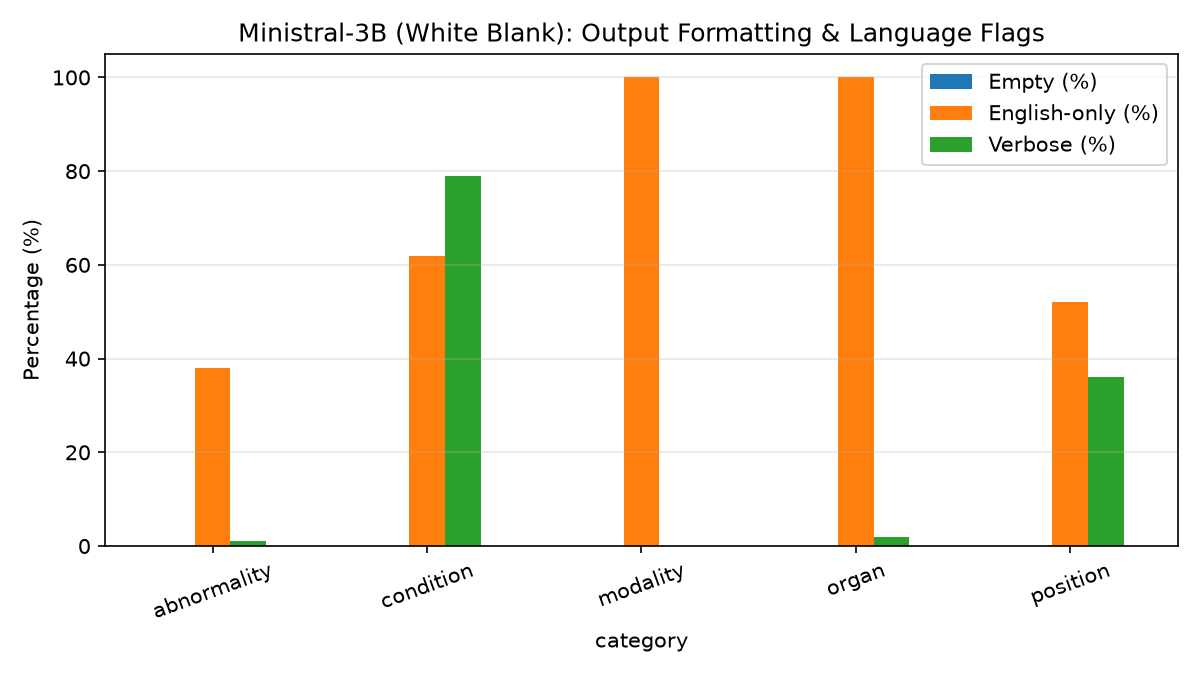 Ministral-3B (White Blank): Output Formatting & Language Flags
Empty (%)
English-only (%)
Verbose (%)
Percentage (%)
100
80
60
40
20
0
abnormality
condition
modality
organ
position
category